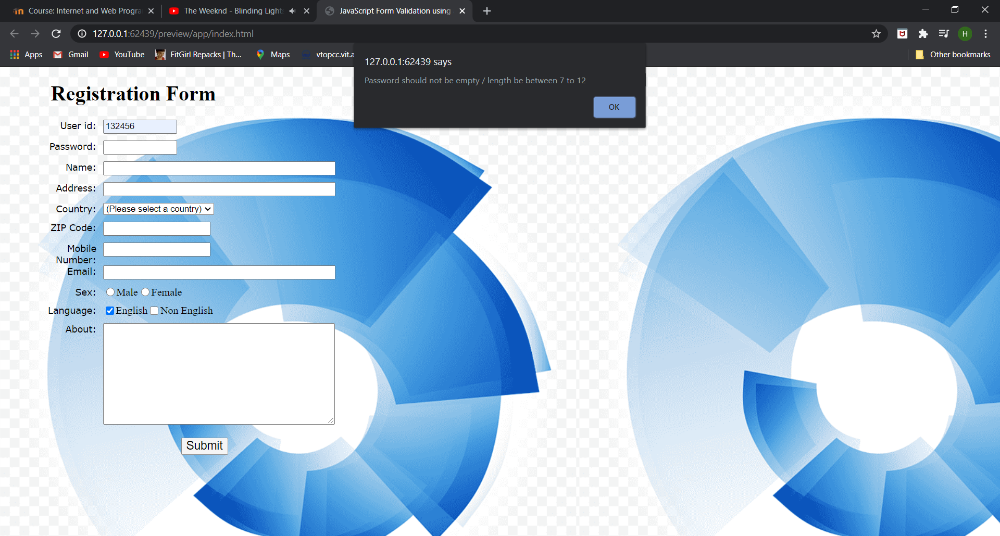 Course: Internet and Web Progra
The Weeknd - Blinding Lights
JavaScript Form Validation using
127.0.0.1:62439/preview/app/index.html
H
Apps
Gmail
YouTube
FitGirl Repacks | Th...
Maps
vtopcc.vit.a
Other bookmarks
127.0.0.1:62439 says
Password should not be empty / length be between 7 to 12
OK
Registration Form
User id: 132456
Password:
Name:
Address:
Country: (Please select a country)
ZIP Code:
Mobile
Number:
Email:
Sex: Male Female
Language: English Non English
About:
Submit